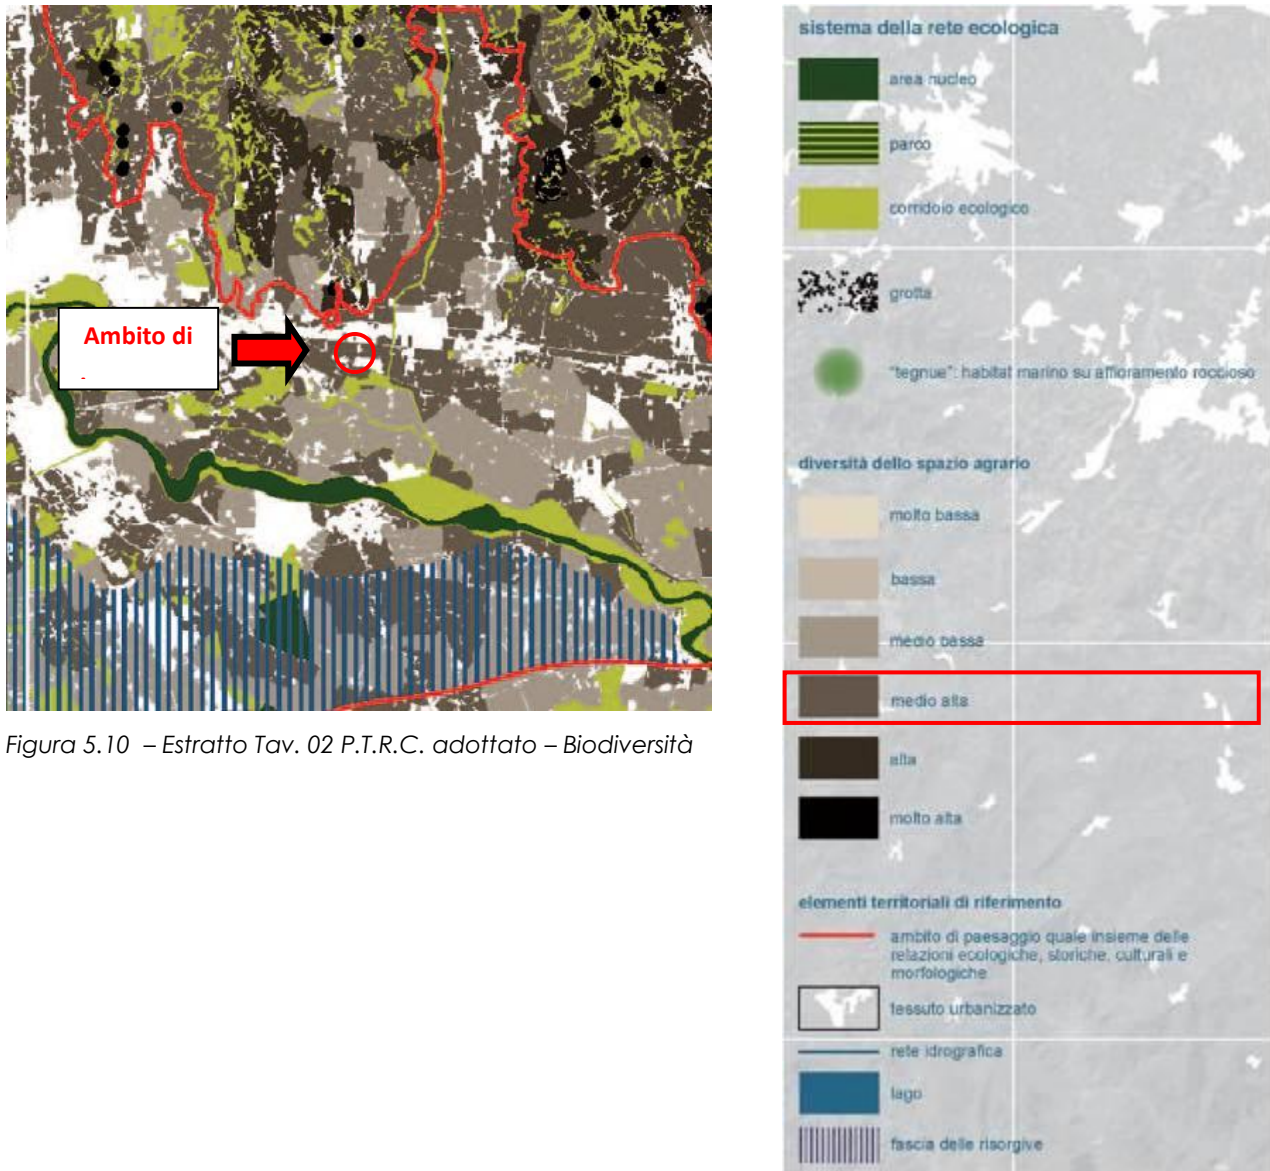 Ambito di
Figura 5.10 – Estratto Tav. 02 P.T.R.C. adottato – Biodiversità
sistema della rete ecologica
area nucleo
parco
corridoio ecologico
grotta
"tegnue": habitat marino su affioramento roccioso
diversità dello spazio agrario
molto bassa
bassa
medio bassa
medio alta
alta
molto alta
elementi territoriali di riferimento
ambito di paesaggio quale insieme delle
relazioni ecologiche, storiche, culturali e
morfologiche
tessuto urbanizzato
rete idrografica
lago
fascia delle risorgive